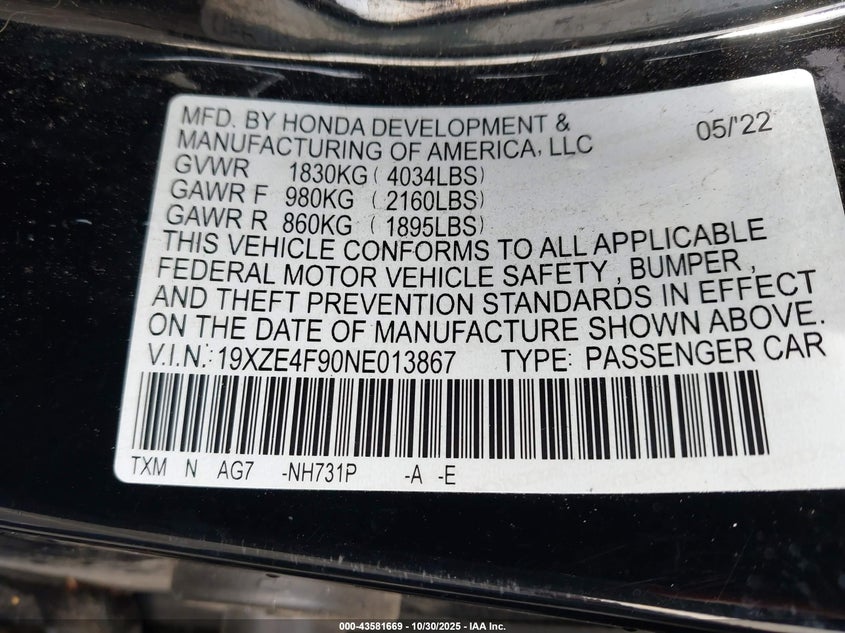 MFD. BY HONDA DEVELOPMENT &
MANUFACTURING OF AMERICA, LLC 05/'22
GVWR 1830KG ( 4034LBS)
GAWR F 980KG ( 2160LBS)
GAWR R 860KG ( 1895LBS)
THIS VEHICLE CONFORMS TO ALL APPLICABLE
FEDERAL MOTOR VEHICLE SAFETY , BUMPER ,
AND THEFT PREVENTION STANDARDS IN EFFECT
ON THE DATE OF MANUFACTURE SHOWN ABOVE.
V.I.N.: 19XZE4F90NE013867 TYPE: PASSENGER CAR
TXM N AG7 -NH731P -A -E
000-43581669 - 10/30/2025 - IAA Inc.